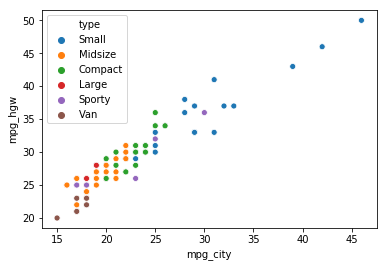 type
Small
Midsize
Compact
Large
Sporty
Van
50
45
40
35
30
25
20
mpg_hgw
15
20
25
30
35
40
45
mpg_city